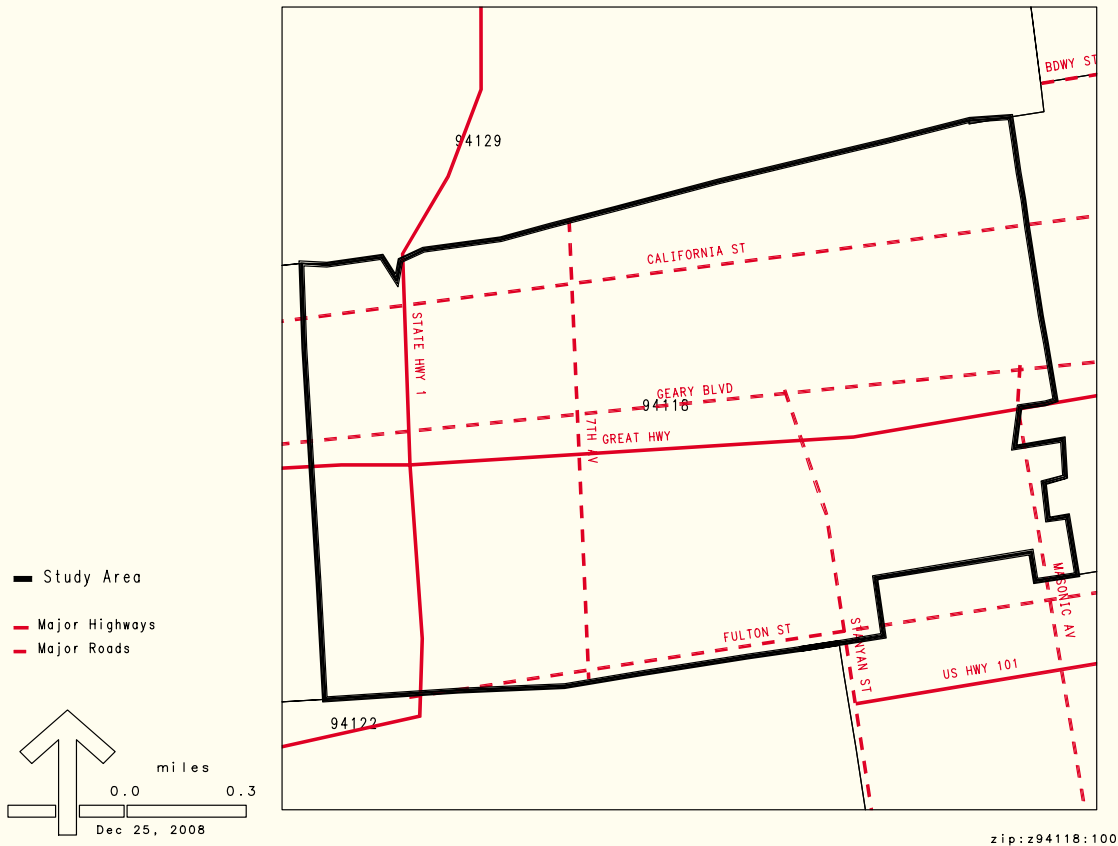 BDWY ST
94129
CALIFORNIA ST
STATE HWY 1
GEARY BLVD
94118
7TH AV
GREAT HWY
Study Area
Major Highways
Major Roads
MASONIC AV
FULTON ST
STANYAN ST
US HWY 101
94122
miles
0.0 0.3
Dec 25, 2008
zip:z94118:100